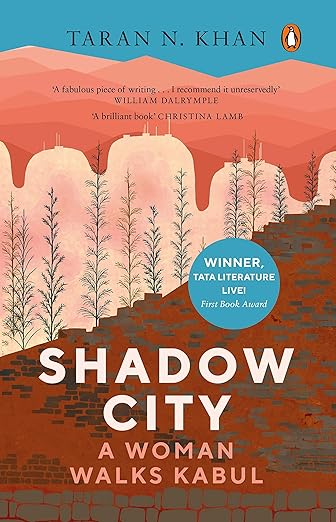 TARAN N. KHAN
‘A fabulous piece of writing . . . I recommend it unreservedly’
WILLIAM DALRYMPLE
‘A brilliant book’ CHRISTINA LAMB
WINNER,
TATA LITERATURE
LIVE!
First Book Award
SHADOW
CITY
A WOMAN
WALKS KABUL